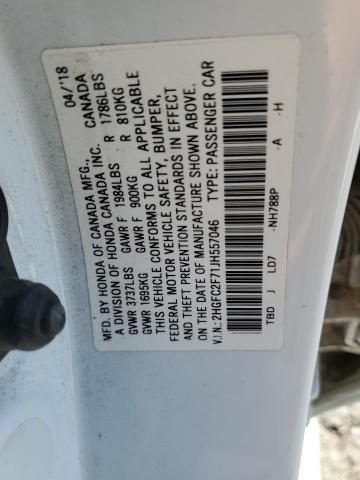 MFD. BY HONDA OF CANADA MFG., 04/18
A DIVISION OF HONDA CANADA INC. CANADA
GVWR 3737LBS GAWR F 1984LBS R 1786LBS
GVWR 1695KG GAWR F 900KG R 810KG
THIS VEHICLE CONFORMS TO ALL APPLICABLE
FEDERAL MOTOR VEHICLE SAFETY, BUMPER,
AND THEFT PREVENTION STANDARDS IN EFFECT
ON THE DATE OF MANUFACTURE SHOWN ABOVE.
V.I.N.: 2HGFC2F71JH557046 TYPE: PASSENGER CAR
TBD J LD7 -NH788P -A -H